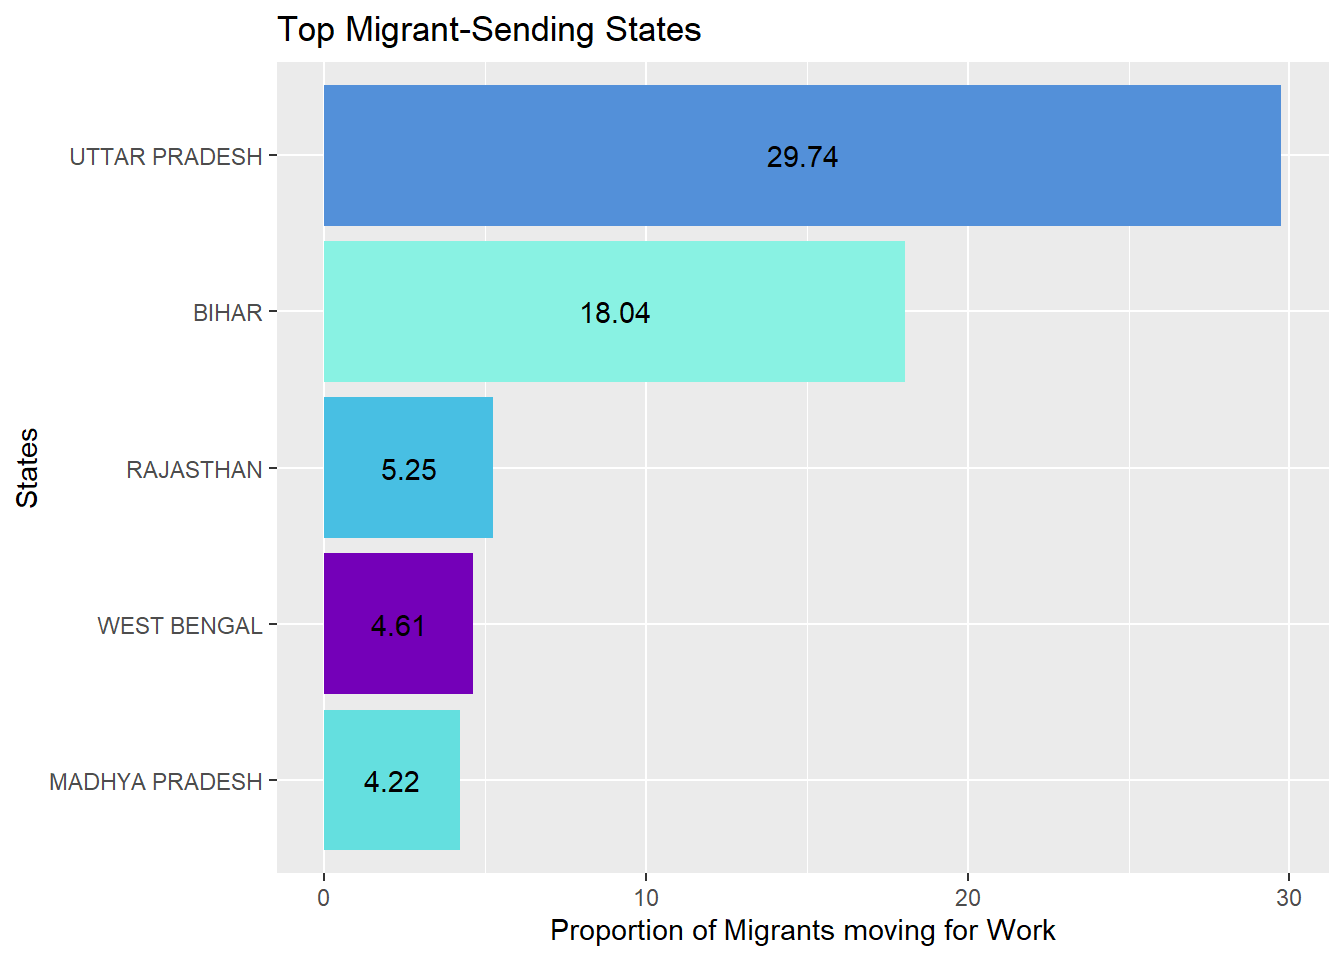 Top Migrant-Sending States
UTTAR PRADESH
29.74
BIHAR
18.04
RAJASTHAN
5.25
States
WEST BENGAL
4.61
MADHYA PRADESH
4.22
0 10 20 30
Proportion of Migrants moving for Work